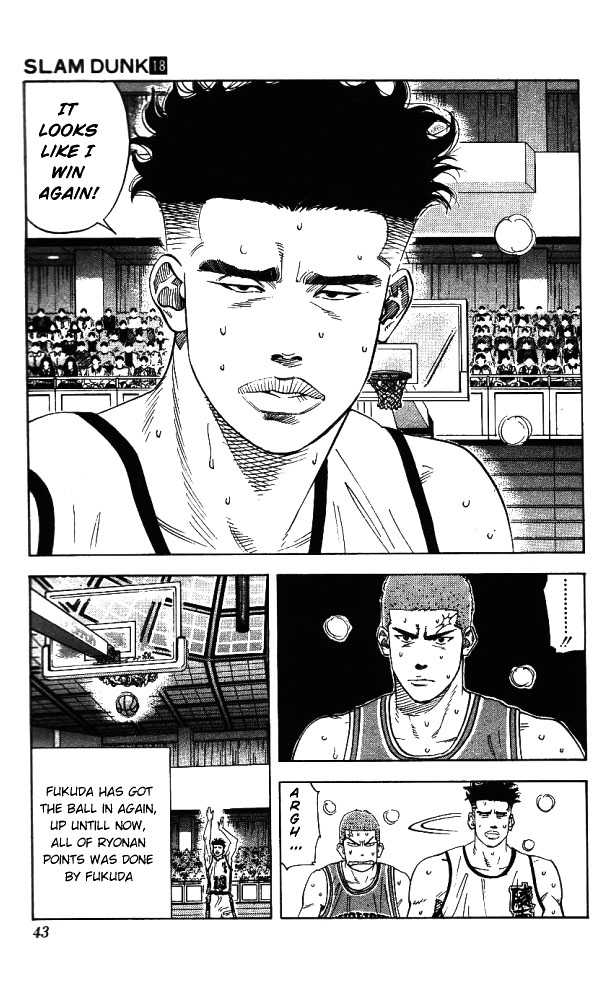 SLAM DUNK 18
IT
LOOKS
LIKE I
WIN
AGAIN!
......!!
FUKUDA HAS GOT
THE BALL IN AGAIN,
UP UNTILL NOW,
ALL OF RYONAN
POINTS WAS DONE
BY FUKUDA
ARGH...
43